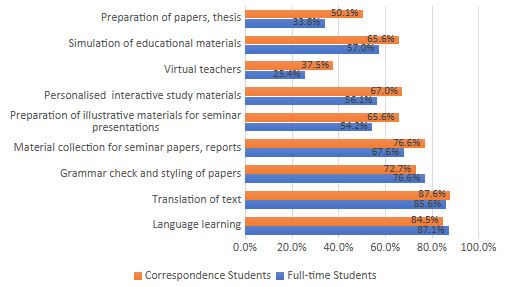 Preparation of papers, thesis
50.1%
33.8%
Simulation of educational materials
65.6%
57.0%
Virtual teachers
37.5%
25.4%
Personalised interactive study materials
67.0%
56.1%
Preparation of illustrative materials for seminar
presentations
65.6%
54.2%
Material collection for seminar papers, reports
76.6%
67.6%
Grammar check and styling of papers
72.7%
76.6%
Translation of text
87.6%
85.6%
Language learning
84.5%
87.1%
0.0% 20.0% 40.0% 60.0% 80.0% 100.0%
Correspondence Students Full-time Students